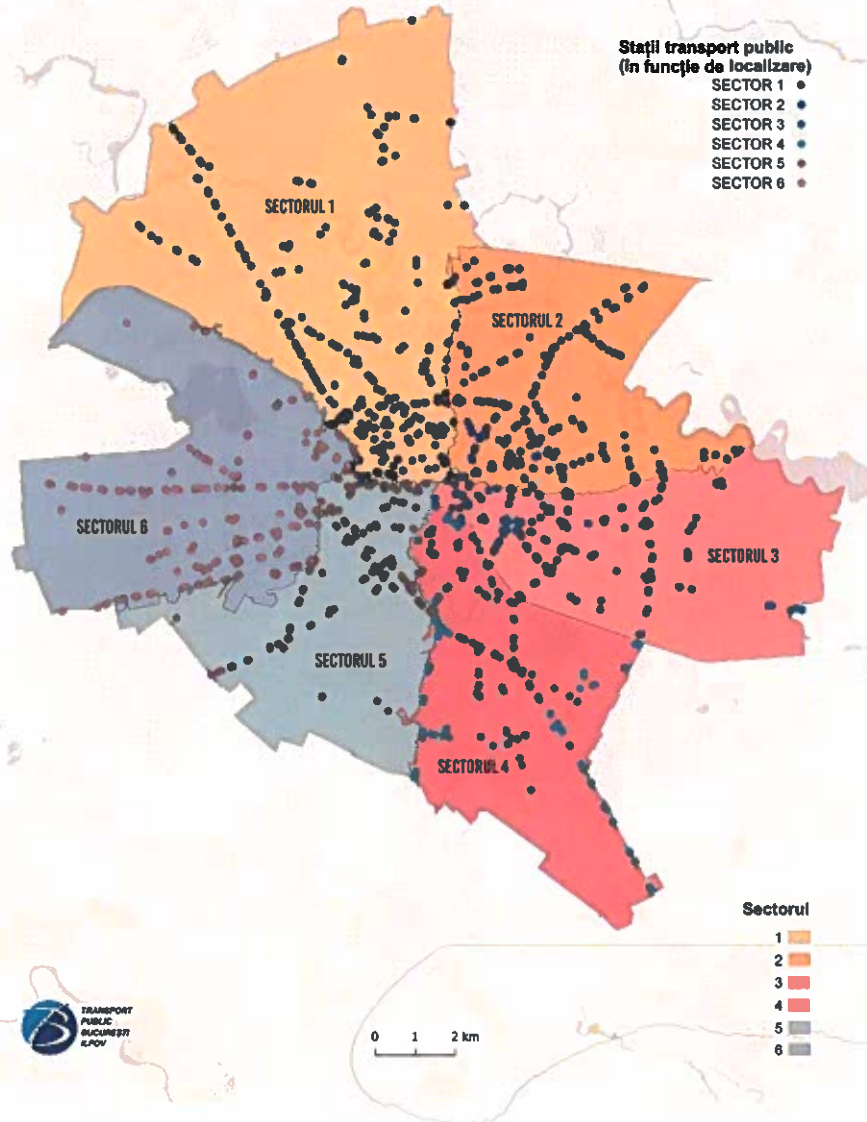 Stații transport public
(în funcție de localizare)
SECTOR 1
SECTOR 2
SECTOR 3
SECTOR 4
SECTOR 5
SECTOR 6
SECTORUL 1
SECTORUL 2
SECTORUL 6
SECTORUL 3
SECTORUL 5
SECTORUL 4
Sectorul
1
2
3
4
5
6
TRANSPORT
PUBLIC
BUCUREȘTI
ILFOV
0 1 2 km